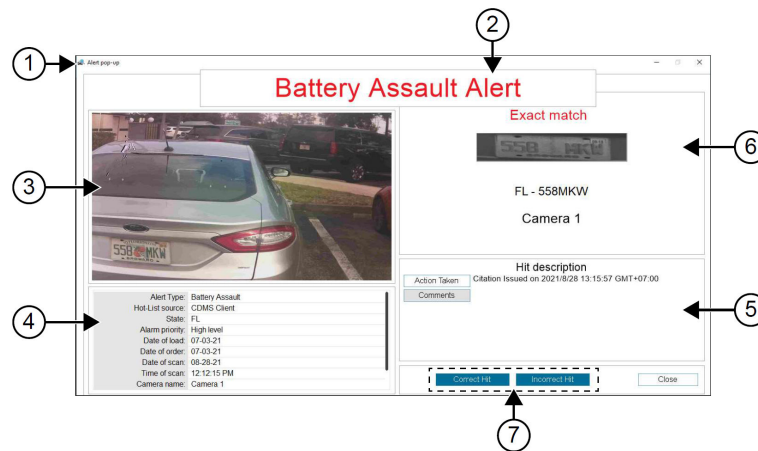 2
1
Alert pop-up
Battery Assault Alert
3
558 MKW
Exact match
558 MKW
6
FL - 558MKW
Camera 1
4
Alert Type: Battery Assault
Hot-List source: CDMS Client
State: FL
Alarm priority: High level
Date of load: 07-03-21
Date of order: 07-03-21
Date of scan: 08-28-21
Time of scan: 12:12:15 PM
Camera name: Camera 1
Hit description
Action Taken Citation Issued on 2021/8/28 13:15:57 GMT+07:00
Comments
5
Correct Hit Incorrect Hit Close
7